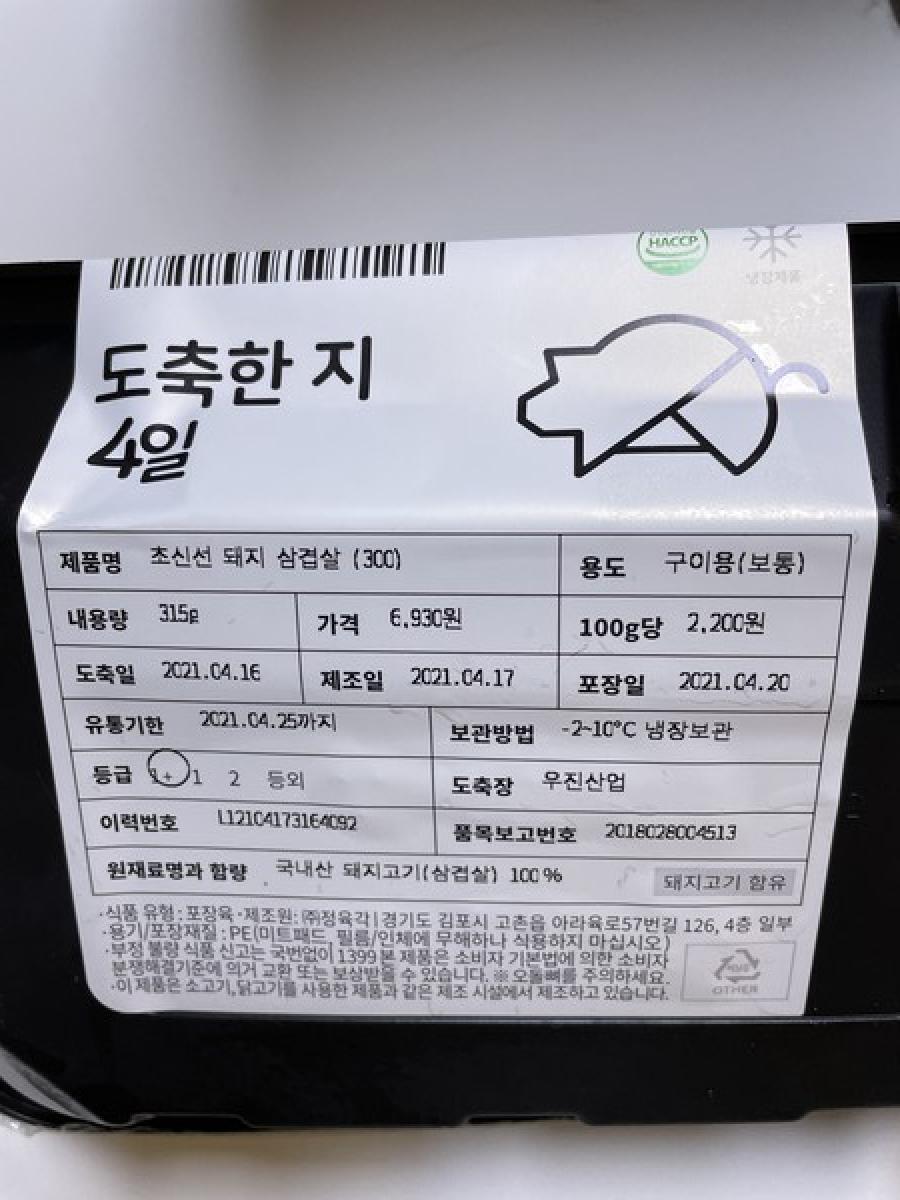 HACCP
냉장제품
도축한 지
4일
제품명 초신선 돼지 삼겹살 (300) 용도 구이용(보통)
내용량 315g 가격 6,930원 100g당 2,200원
도축일 2021.04.16 제조일 2021.04.17 포장일 2021.04.20
유통기한 2021.04.25까지 보관방법 -2~10°C 냉장보관
등급 1+ 1 2 등외 도축장 우진산업
이력번호 L12104173164092 품목보고번호 2018028004513
원재료명과 함량 국내산 돼지고기(삼겹살) 100% 돼지고기 함유
·식품 유형 : 포장육 ·제조원: ㈜정육각 | 경기도 김포시 고촌읍 아라육로57번길 126, 4층 일부
·용기/포장재질 : PE(미트패드, 필름/인체에 무해하나 식용하지 마십시오)
·부정 불량 식품 신고는 국번없이 1399 본 제품은 소비자 기본법에 의한 소비자
분쟁해결기준에 의거 교환 또는 보상받을 수 있습니다. ※오돌뼈를 주의하세요.
·이 제품은 소고기,닭고기를 사용한 제품과 같은 제조 시설에서 제조하고 있습니다.
OTHER